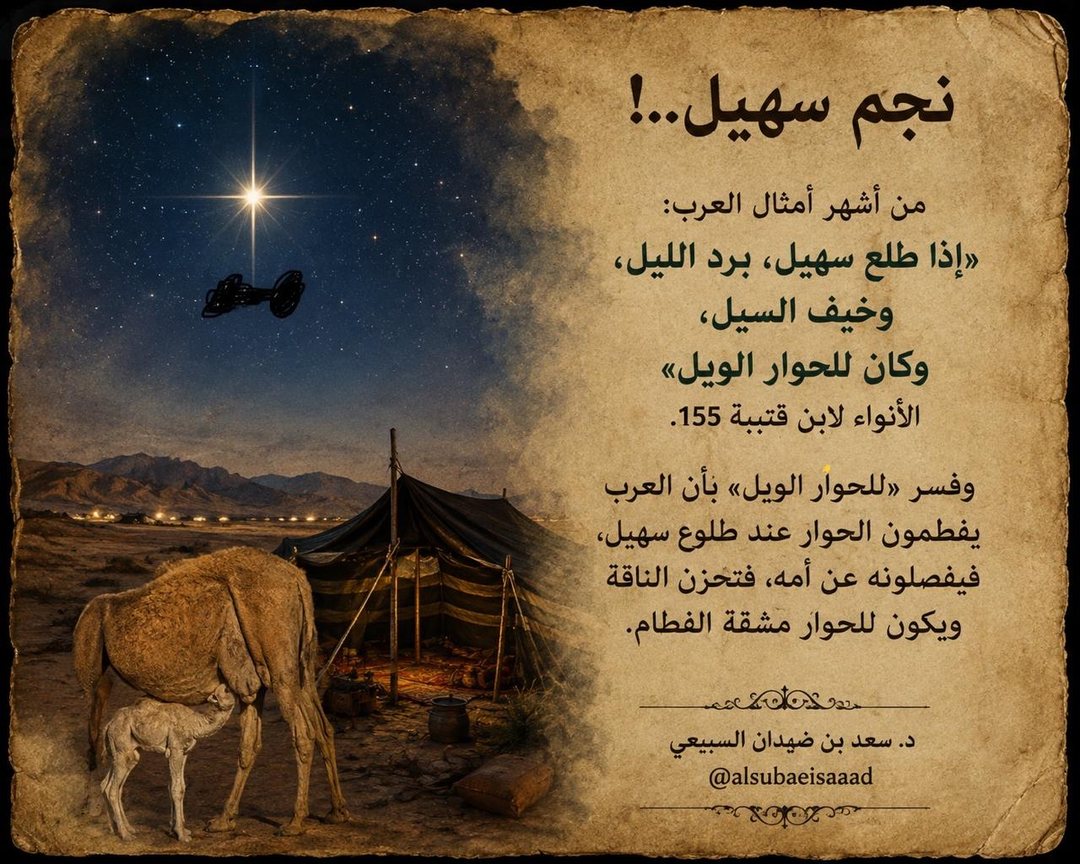 نجم سهيل...!
من أشهر أمثال العرب:
«إذا طلع سهيل، برد الليل،
وخيف السيل،
وكان للحوار الويل»
الأنواء لابن قتيبة 155.
وفسر «للحوار الويل» بأن العرب
يفطمون الحوار عند طلوع سهيل،
فيفصلونه عن أمه، فتحزن الناقة
ويكون للحوار مشقة الفطام.
د. سعد بن ضيدان السبيعي
@alsubaeisaaad